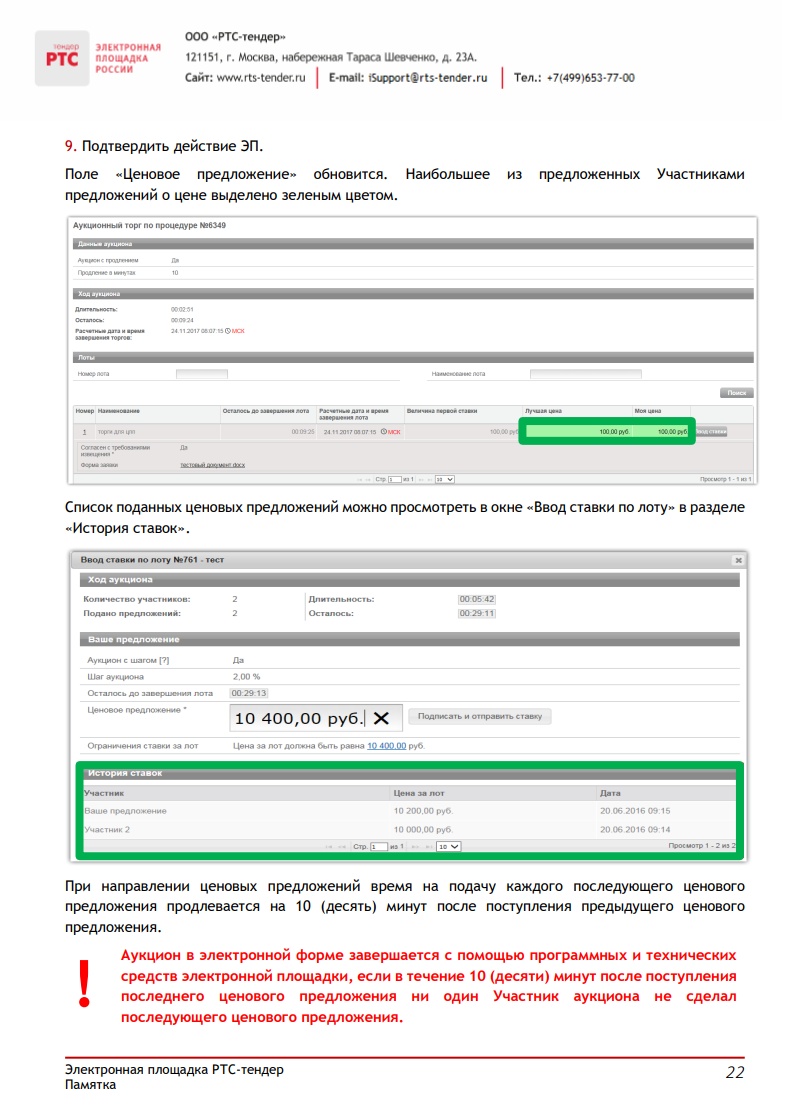 тендер
РТС
ЭЛЕКТРОННАЯ
ПЛОЩАДКА
РОССИИ
ООО «РТС-тендер»
121151, г. Москва, набережная Тараса Шевченко, д. 23А.
Сайт: www.rts-tender.ru | E-mail: iSupport@rts-tender.ru | Тел.: +7(499)653-77-00
9. Подтвердить действие ЭП.
Поле «Ценовое предложение» обновится. Наибольшее из предложенных Участниками
предложений о цене выделено зеленым цветом.
Аукционный торг по процедуре №6349
Данные аукциона
Аукцион с продлением Да
Продление в минутах 10
Ход аукциона
Длительность: 00:02:51
Осталось: 00:09:24
Расчетные дата и время 24.11.2017 08:07:15 МСК
завершения торгов:
Лоты
Номер лота Наименование лота
Поиск
Номер Наименование Осталось до завершения лота Расчетные дата и время Величина первой ставки Лучшая цена Моя цена
завершения лота
1 торги для цпп 00:09:25 24.11.2017 08:07:15 МСК 100,00 руб. 100,00 руб. 100,00 руб. Ввод ставки
Согласен с требованиями Да
извещения *
Форма заявки тестовый документ.docx
Стр. 1 из 1 10 Просмотр 1 - 1 из 1
Список поданных ценовых предложений можно просмотреть в окне «Ввод ставки по лоту» в разделе
«История ставок».
Ввод ставки по лоту №761 - тест
Ход аукциона
Количество участников: 2 Длительность: 00:05:42
Подано предложений: 2 Осталось: 00:29:11
Ваше предложение
Аукцион с шагом [?] Да
Шаг аукциона 2,00 %
Осталось до завершения лота 00:29:13
Ценовое предложение * 10 400,00 руб. Подписать и отправить ставку
Ограничения ставки за лот Цена за лот должна быть равна 10 400,00 руб.
История ставок
Участник Цена за лот Дата
Ваше предложение 10 200,00 руб. 20.06.2016 09:15
Участник 2 10 000,00 руб. 20.06.2016 09:14
Стр. 1 из 1 10 Просмотр 1 - 2 из 2
При направлении ценовых предложений время на подачу каждого последующего ценового
предложения продлевается на 10 (десять) минут после поступления предыдущего ценового
предложения.
! Аукцион в электронной форме завершается с помощью программных и технических
средств электронной площадки, если в течение 10 (десяти) минут после поступления
последнего ценового предложения ни один Участник аукциона не сделал
последующего ценового предложения.
Электронная площадка РТС-тендер 22
Памятка